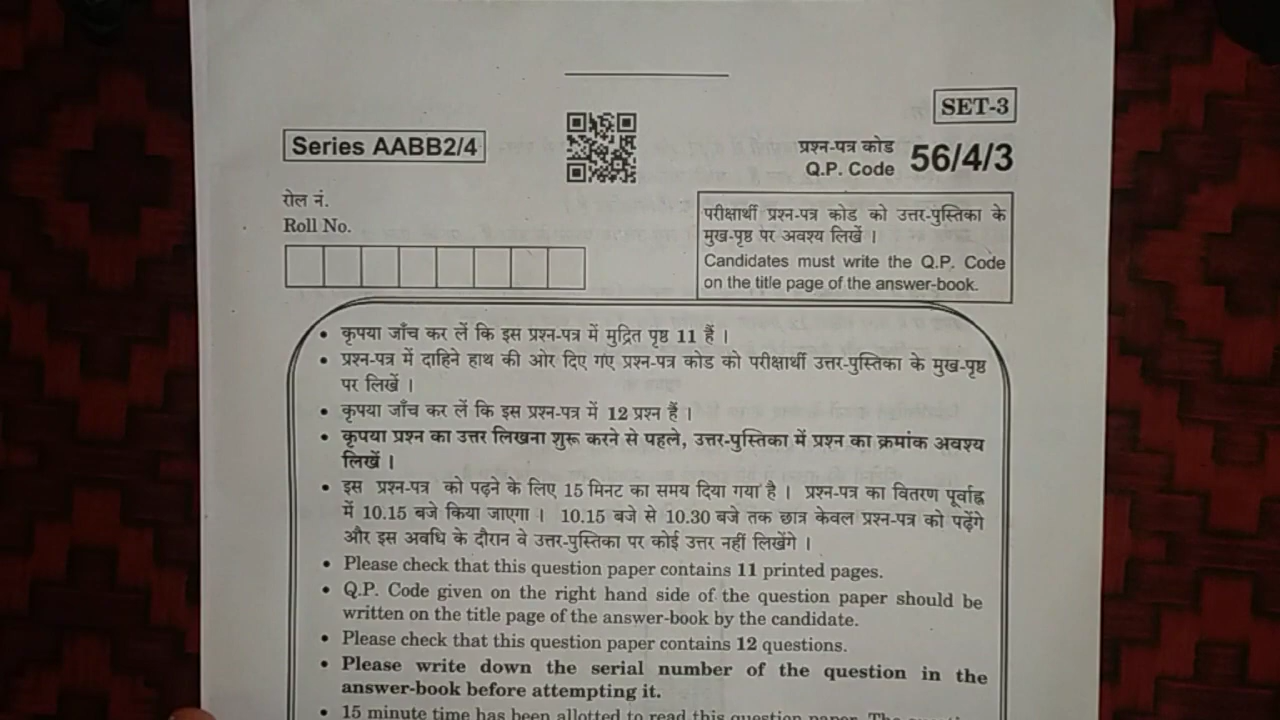 SET-3
Series AABB2/4
प्रश्न-पत्र कोड
Q.P. Code 56/4/3
रोल नं.
Roll No.
परीक्षार्थी प्रश्न-पत्र कोड को उत्तर-पुस्तिका के
मुख-पृष्ठ पर अवश्य लिखें ।
Candidates must write the Q.P. Code
on the title page of the answer-book.
• कृपया जाँच कर लें कि इस प्रश्न-पत्र में मुद्रित पृष्ठ 11 हैं ।
• प्रश्न-पत्र में दाहिने हाथ की ओर दिए गए प्रश्न-पत्र कोड को परीक्षार्थी उत्तर-पुस्तिका के मुख-पृष्ठ
पर लिखें ।
• कृपया जाँच कर लें कि इस प्रश्न-पत्र में 12 प्रश्न हैं ।
• कृपया प्रश्न का उत्तर लिखना शुरू करने से पहले, उत्तर-पुस्तिका में प्रश्न का क्रमांक अवश्य
लिखें ।
• इस प्रश्न-पत्र को पढ़ने के लिए 15 मिनट का समय दिया गया है । प्रश्न-पत्र का वितरण पूर्वाह्न
में 10.15 बजे किया जाएगा । 10.15 बजे से 10.30 बजे तक छात्र केवल प्रश्न-पत्र को पढ़ेंगे
और इस अवधि के दौरान वे उत्तर-पुस्तिका पर कोई उत्तर नहीं लिखेंगे ।
• Please check that this question paper contains 11 printed pages.
• Q.P. Code given on the right hand side of the question paper should be
written on the title page of the answer-book by the candidate.
• Please check that this question paper contains 12 questions.
• Please write down the serial number of the question in the
answer-book before attempting it.
• 15 minute time has been allotted to read this question paper. The